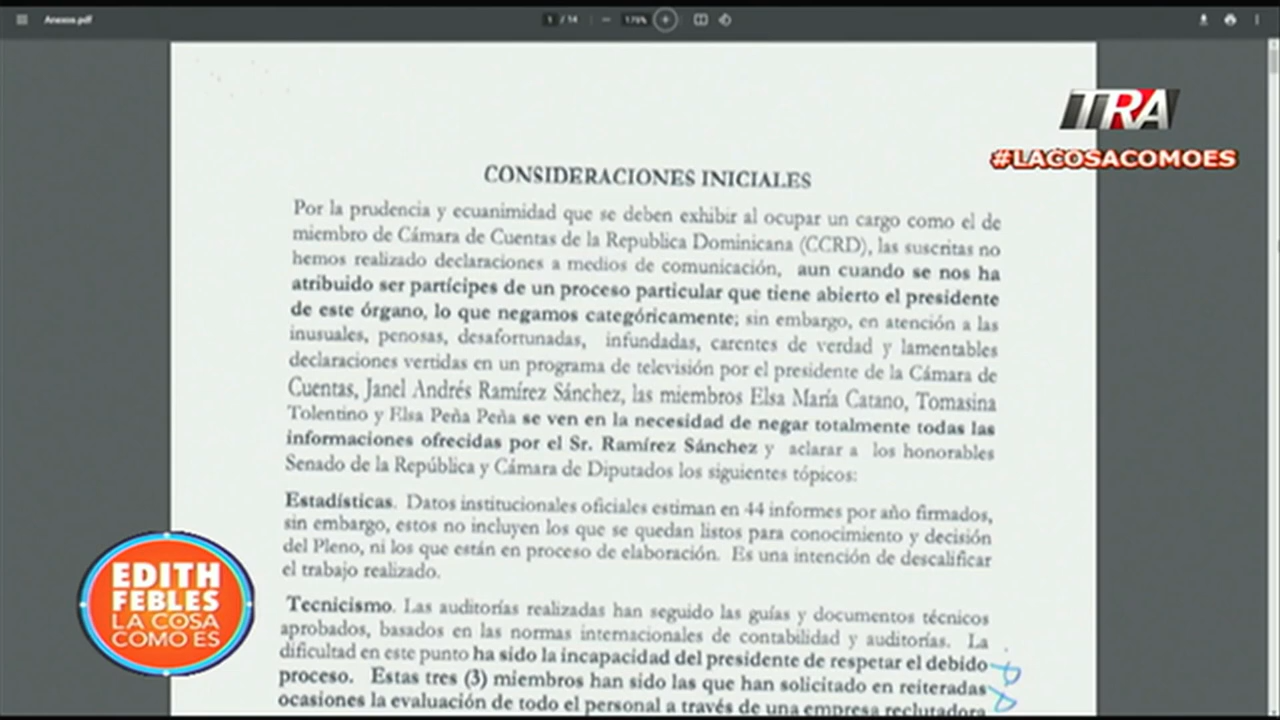 Anexos.pdf
1 / 14
175%
TRA
#LACOSACOMOES
CONSIDERACIONES INICIALES
Por la prudencia y ecuanimidad que se deben exhibir al ocupar un cargo como el de
miembro de Cámara de Cuentas de la Republica Dominicana (CCRD), las suscritas no
hemos realizado declaraciones a medios de comunicación, aun cuando se nos ha
atribuido ser partícipes de un proceso particular que tiene abierto el presidente
de este órgano, lo que negamos categóricamente; sin embargo, en atención a las
inusuales, penosas, desafortunadas, infundadas, carentes de verdad y lamentables
declaraciones vertidas en un programa de televisión por el presidente de la Cámara de
Cuentas, Janel Andrés Ramírez Sánchez, las miembros Elsa María Catano, Tomasina
Tolentino y Elsa Peña Peña se ven en la necesidad de negar totalmente todas las
informaciones ofrecidas por el Sr. Ramírez Sánchez y aclarar a los honorables
Senado de la República y Cámara de Diputados los siguientes tópicos:
Estadísticas. Datos institucionales oficiales estiman en 44 informes por año firmados,
sin embargo, estos no incluyen los que se quedan listos para conocimiento y decisión
del Pleno, ni los que están en proceso de elaboración. Es una intención de descalificar
el trabajo realizado.
Tecnicismo. Las auditorías realizadas han seguido las guías y documentos técnicos
aprobados, basados en las normas internacionales de contabilidad y auditorías. La
dificultad en este punto ha sido la incapacidad del presidente de respetar el debido
proceso. Estas tres (3) miembros han sido las que han solicitado en reiteradas
ocasiones la evaluación de todo el personal a través de una empresa reclutadora
EDITH
FEBLES
LA COSA
COMO ES